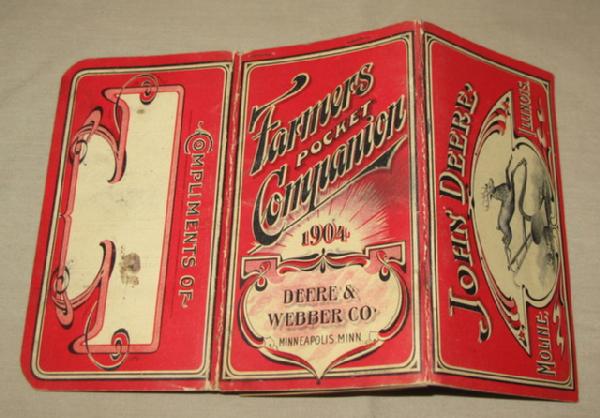 COMPLIMENTS OF
Farmers
POCKET
Companion
1904
DEERE &
WEBBER CO.
MINNEAPOLIS, MINN.
JOHN DEERE
MOLINE, ILLINOIS.